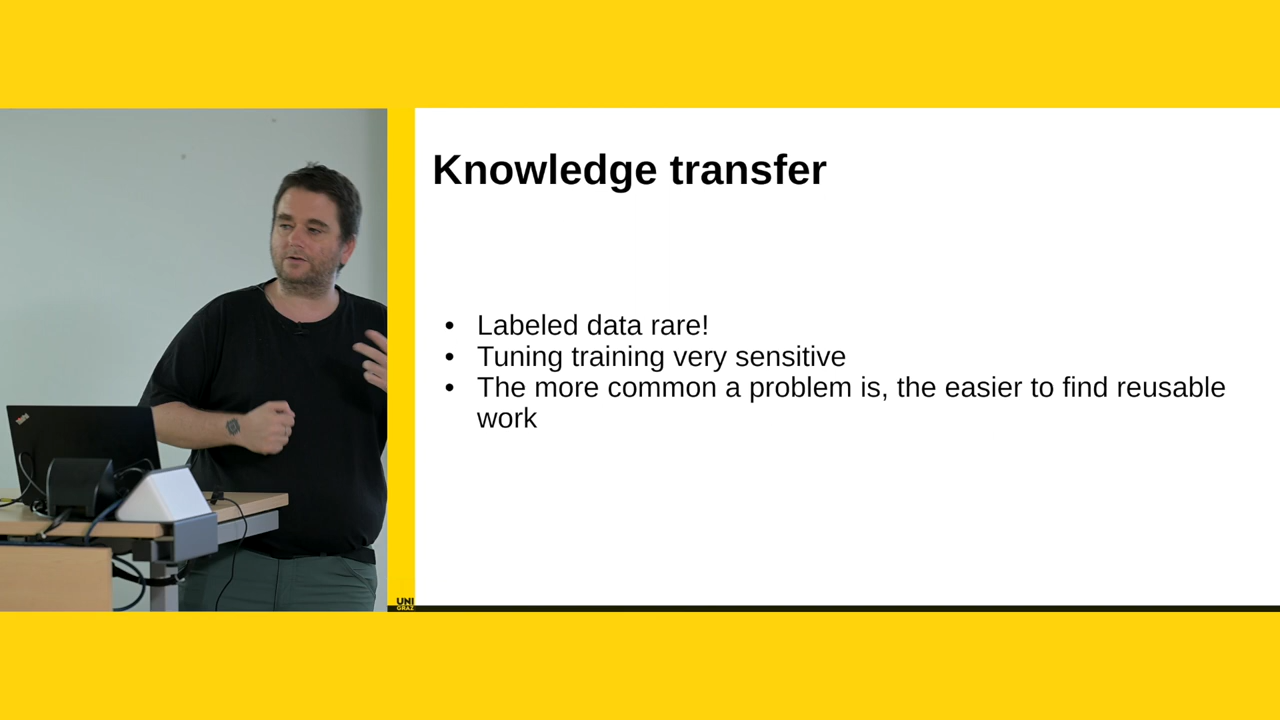 Knowledge transfer
• Labeled data rare!
• Tuning training very sensitive
• The more common a problem is, the easier to find reusable
work
UNI
GRAZ